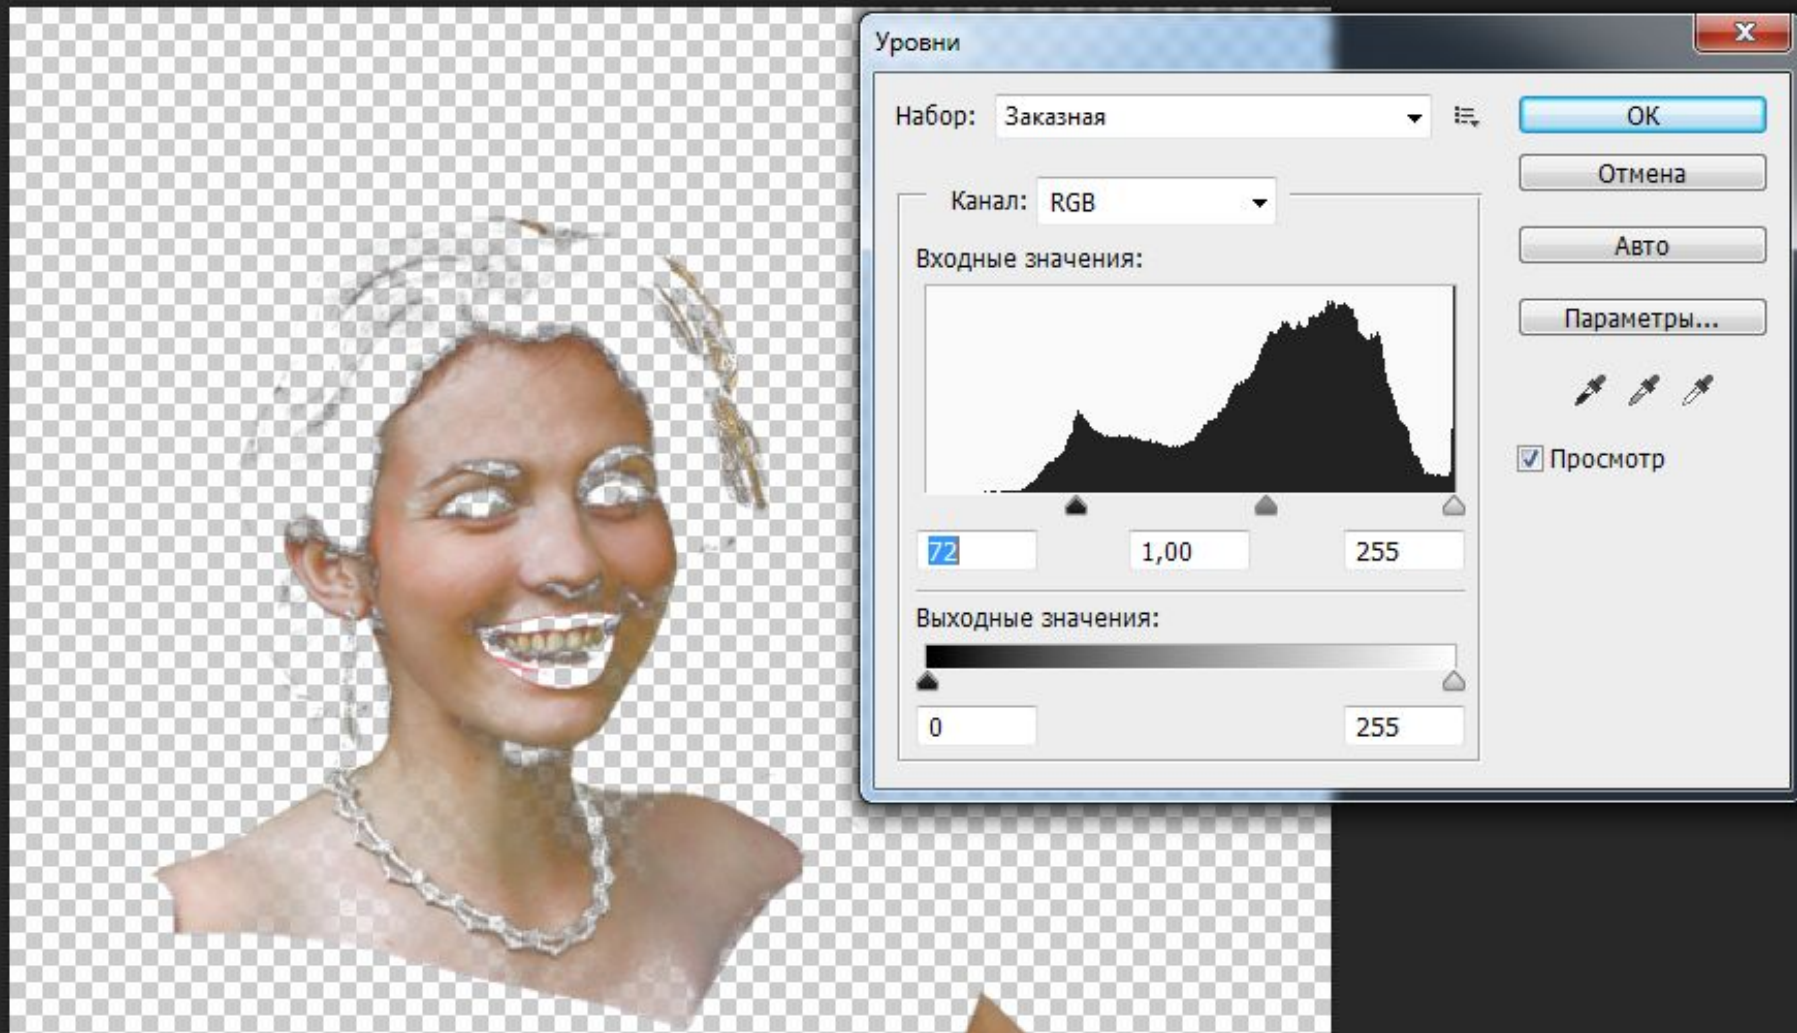 Уровни
Набор: Заказная
OK
Отмена
Канал: RGB
Авто
Входные значения:
Параметры...
Просмотр
72 1,00 255
Выходные значения:
0 255